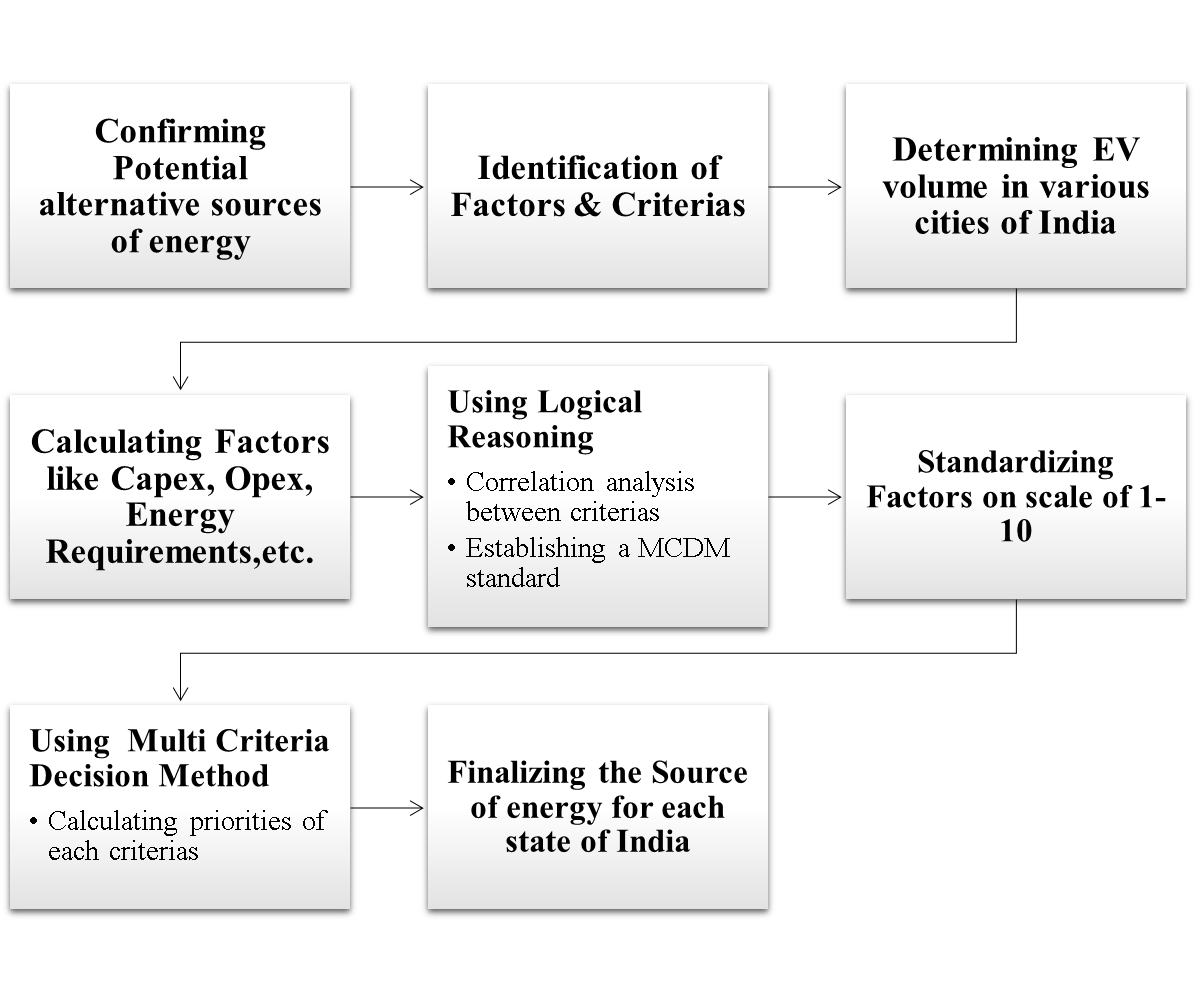 Confirming
Potential
alternative sources
of energy
Identification of
Factors & Criterias
Determining EV
volume in various
cities of India
Calculating Factors
like Capex, Opex,
Energy
Requirements,etc.
Using Logical
Reasoning
• Correlation analysis
between criterias
• Establishing a MCDM
standard
Standardizing
Factors on scale of 1-
10
Using Multi Criteria
Decision Method
• Calculating priorities of
each criterias
Finalizing the Source
of energy for each
state of India